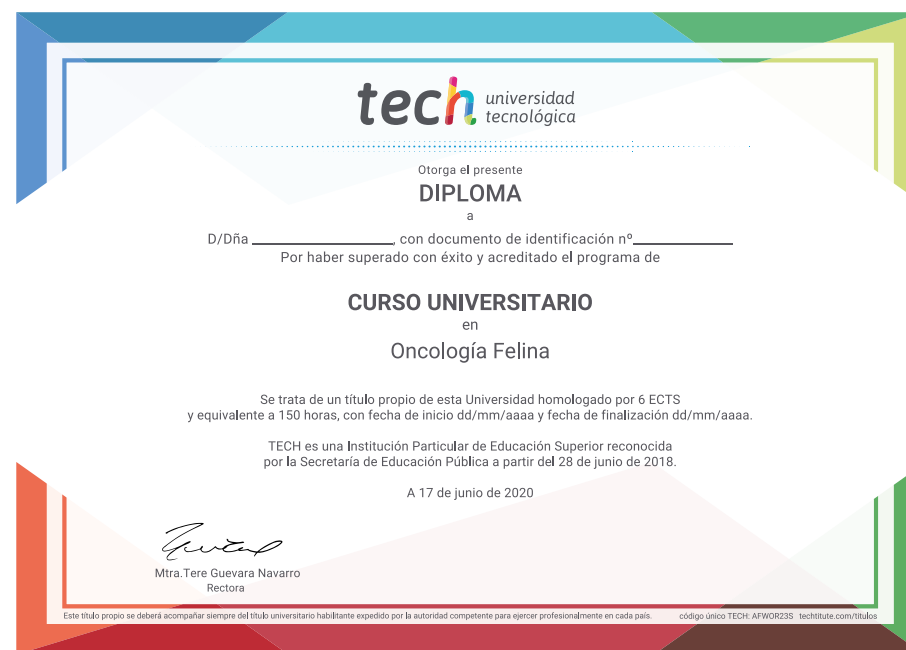 tech universidad
tecnológica
Otorga el presente
DIPLOMA
a
D/Dña ____________________, con documento de identificación nº______________
Por haber superado con éxito y acreditado el programa de
CURSO UNIVERSITARIO
en
Oncología Felina
Se trata de un título propio de esta Universidad homologado por 6 ECTS
y equivalente a 150 horas, con fecha de inicio dd/mm/aaaa y fecha de finalización dd/mm/aaaa.
TECH es una Institución Particular de Educación Superior reconocida
por la Secretaría de Educación Pública a partir del 28 de junio de 2018.
A 17 de junio de 2020
Mtra.Tere Guevara Navarro
Rectora
Este título propio se deberá acompañar siempre del título universitario habilitante expedido por la autoridad competente para ejercer profesionalmente en cada país. código único TECH: AFWOR23S techtitute.com/titulos